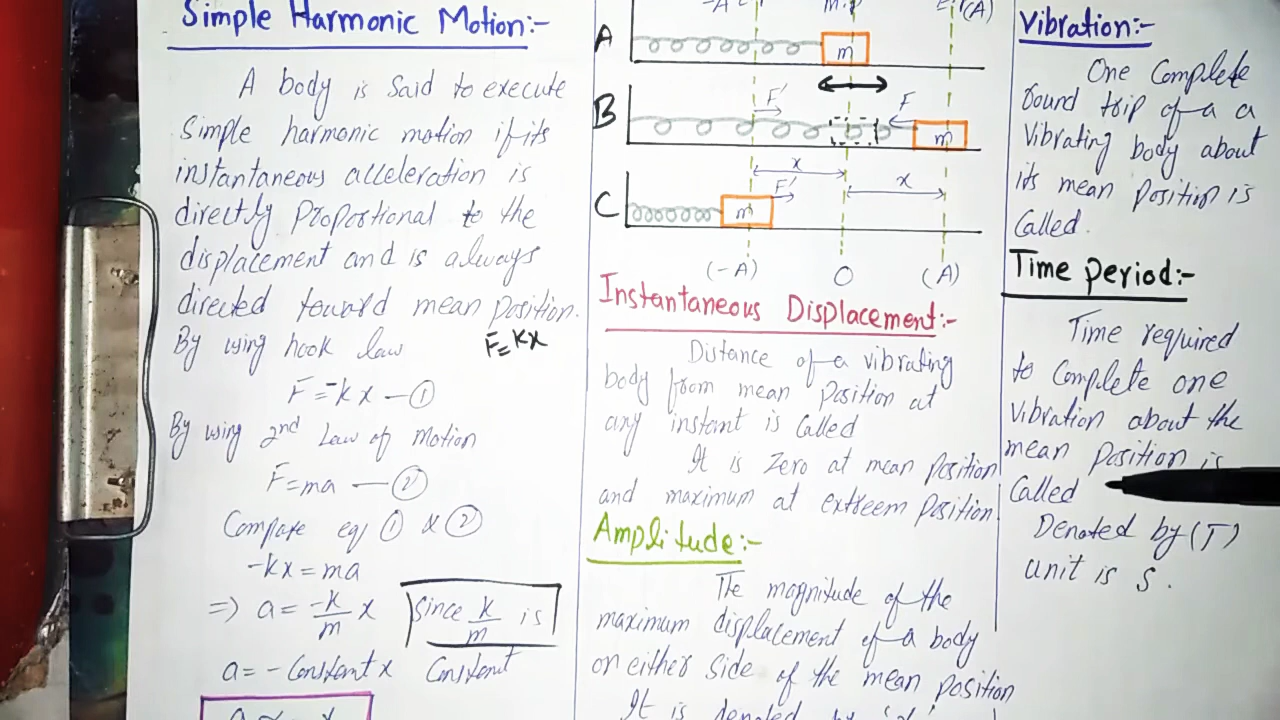 Simple Harmonic Motion:-
A body is Said to execute
Simple harmonic motion if its
instantaneous acceleration is
directly Proportional to the
displacement and is always
directed toward mean position.
By using hook law F=kx
F=-kx —①
By using 2nd Law of Motion
F=ma —②
Compare eq ① & ②
-kx=ma
=> a= -k/m x Since k/m is
a=-Constant x Constant
A
m
B
F' F
m
x x
C
m F'
(-A) O (A)
Instantaneous Displacement:-
Distance of a vibrating
body from mean Position at
any instant is Called
It is Zero at mean Position
and maximum at extreem Position.
Amplitude:-
The magnitude of the
maximum displacement of a body
on either Side of the mean position
It is denoted by
Vibration:-
One Complete
round trip of a a
Vibrating body about
its mean Position is
Called.
Time Period:-
Time required
to Complete one
Vibration about the
mean Position is
Called
Denoted by (T)
unit is S.